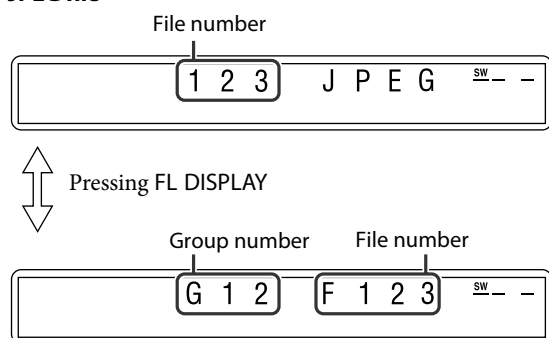 File number
1 2 3 J P E G SW – –
Pressing FL DISPLAY
Group number File number
G 1 2 F 1 2 3 SW – –